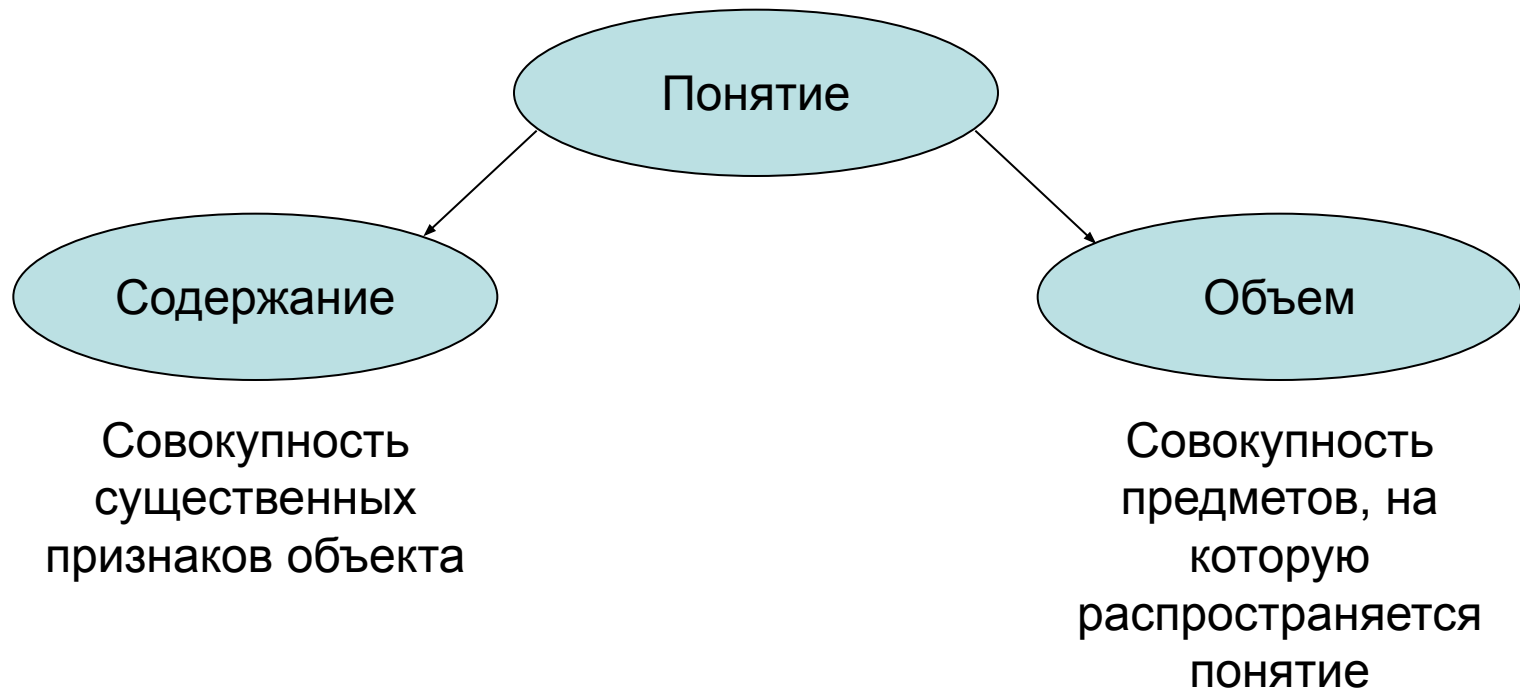 Понятие
Содержание
Объем
Совокупность
существенных
признаков объекта
Совокупность
предметов, на
которую
распространяется
понятие